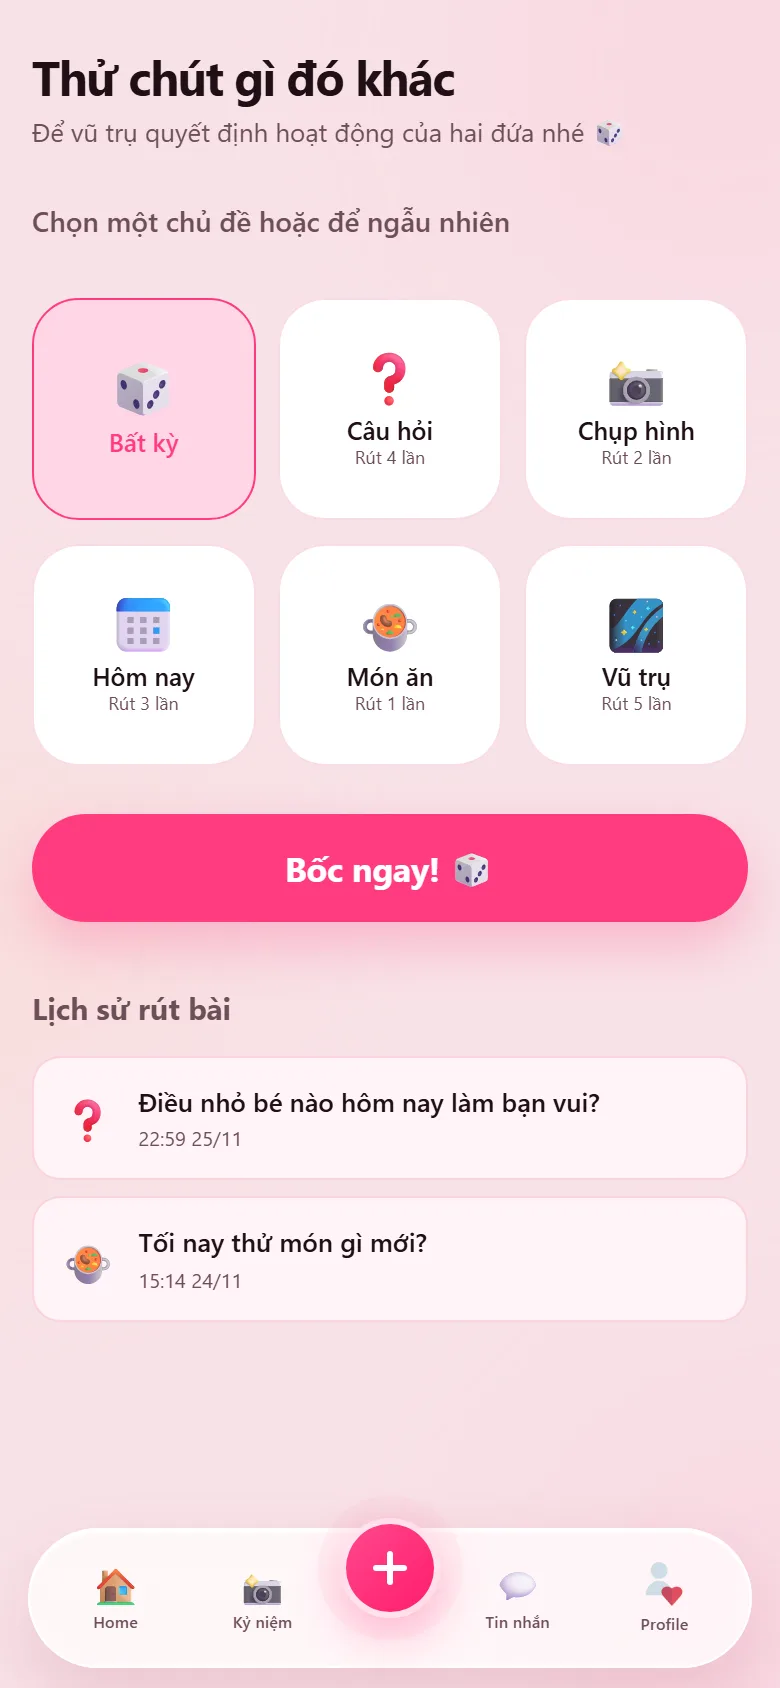 Thử chút gì đó khác
Để vũ trụ quyết định hoạt động của hai đứa nhé
Chọn một chủ đề hoặc để ngẫu nhiên
Bất kỳ
Câu hỏi
Rút 4 lần
Chụp hình
Rút 2 lần
Hôm nay
Rút 3 lần
Món ăn
Rút 1 lần
Vũ trụ
Rút 5 lần
Bốc ngay!
Lịch sử rút bài
Điều nhỏ bé nào hôm nay làm bạn vui?
22:59 25/11
Tối nay thử món gì mới?
15:14 24/11
Home
Kỷ niệm
Tin nhắn
Profile